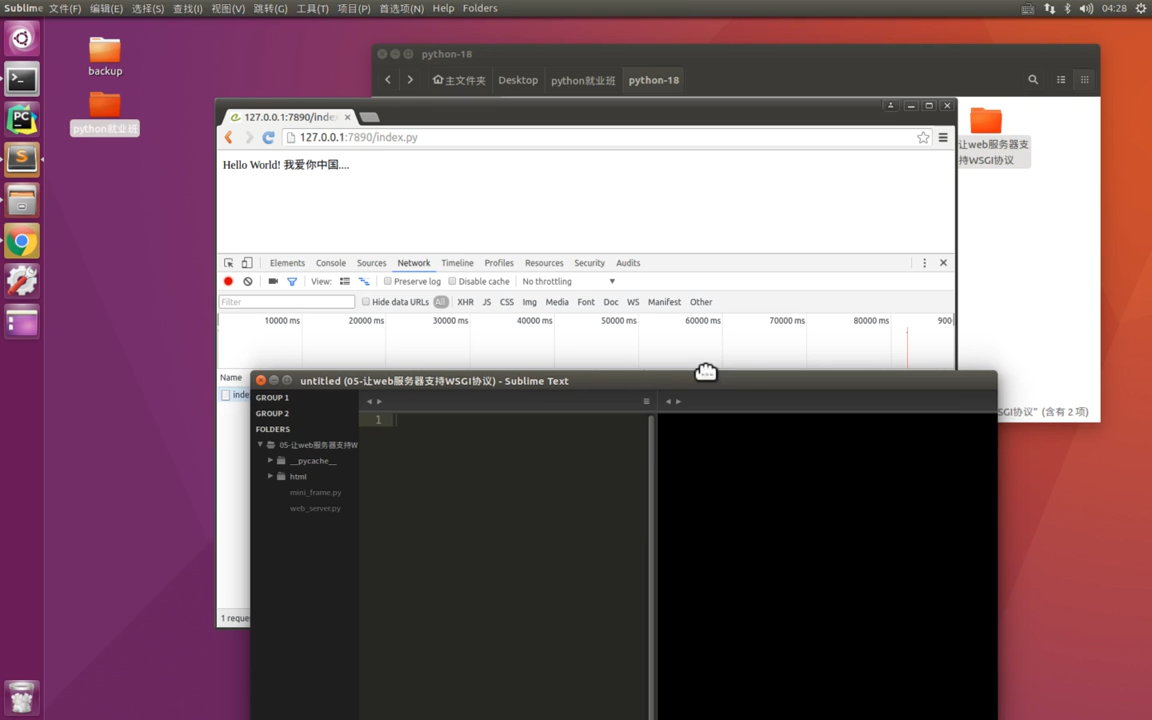 Sublime 文件(F) 编辑(E) 选择(S) 查找(I) 视图(V) 跳转(G) 工具(T) 项目(P) 首选项(N) Help Folders 04:28
backup
python就业班
python-18
主文件夹 Desktop python就业班 python-18
让web服务器支
持WSGI协议
127.0.0.1:7890/index
127.0.0.1:7890/index.py
Hello World! 我爱你中国....
Elements Console Sources Network Timeline Profiles Resources Security Audits
View: Preserve log Disable cache No throttling
Filter Hide data URLs All XHR JS CSS Img Media Font Doc WS Manifest Other
10000 ms 20000 ms 30000 ms 40000 ms 50000 ms 60000 ms 70000 ms 80000 ms 900
Name
inde
1 reque
SGI协议" (含有 2 项)
untitled (05-让web服务器支持WSGI协议) - Sublime Text
GROUP 1
GROUP 2
FOLDERS
05-让web服务器支持W
__pycache__
html
mini_frame.py
web_server.py
1